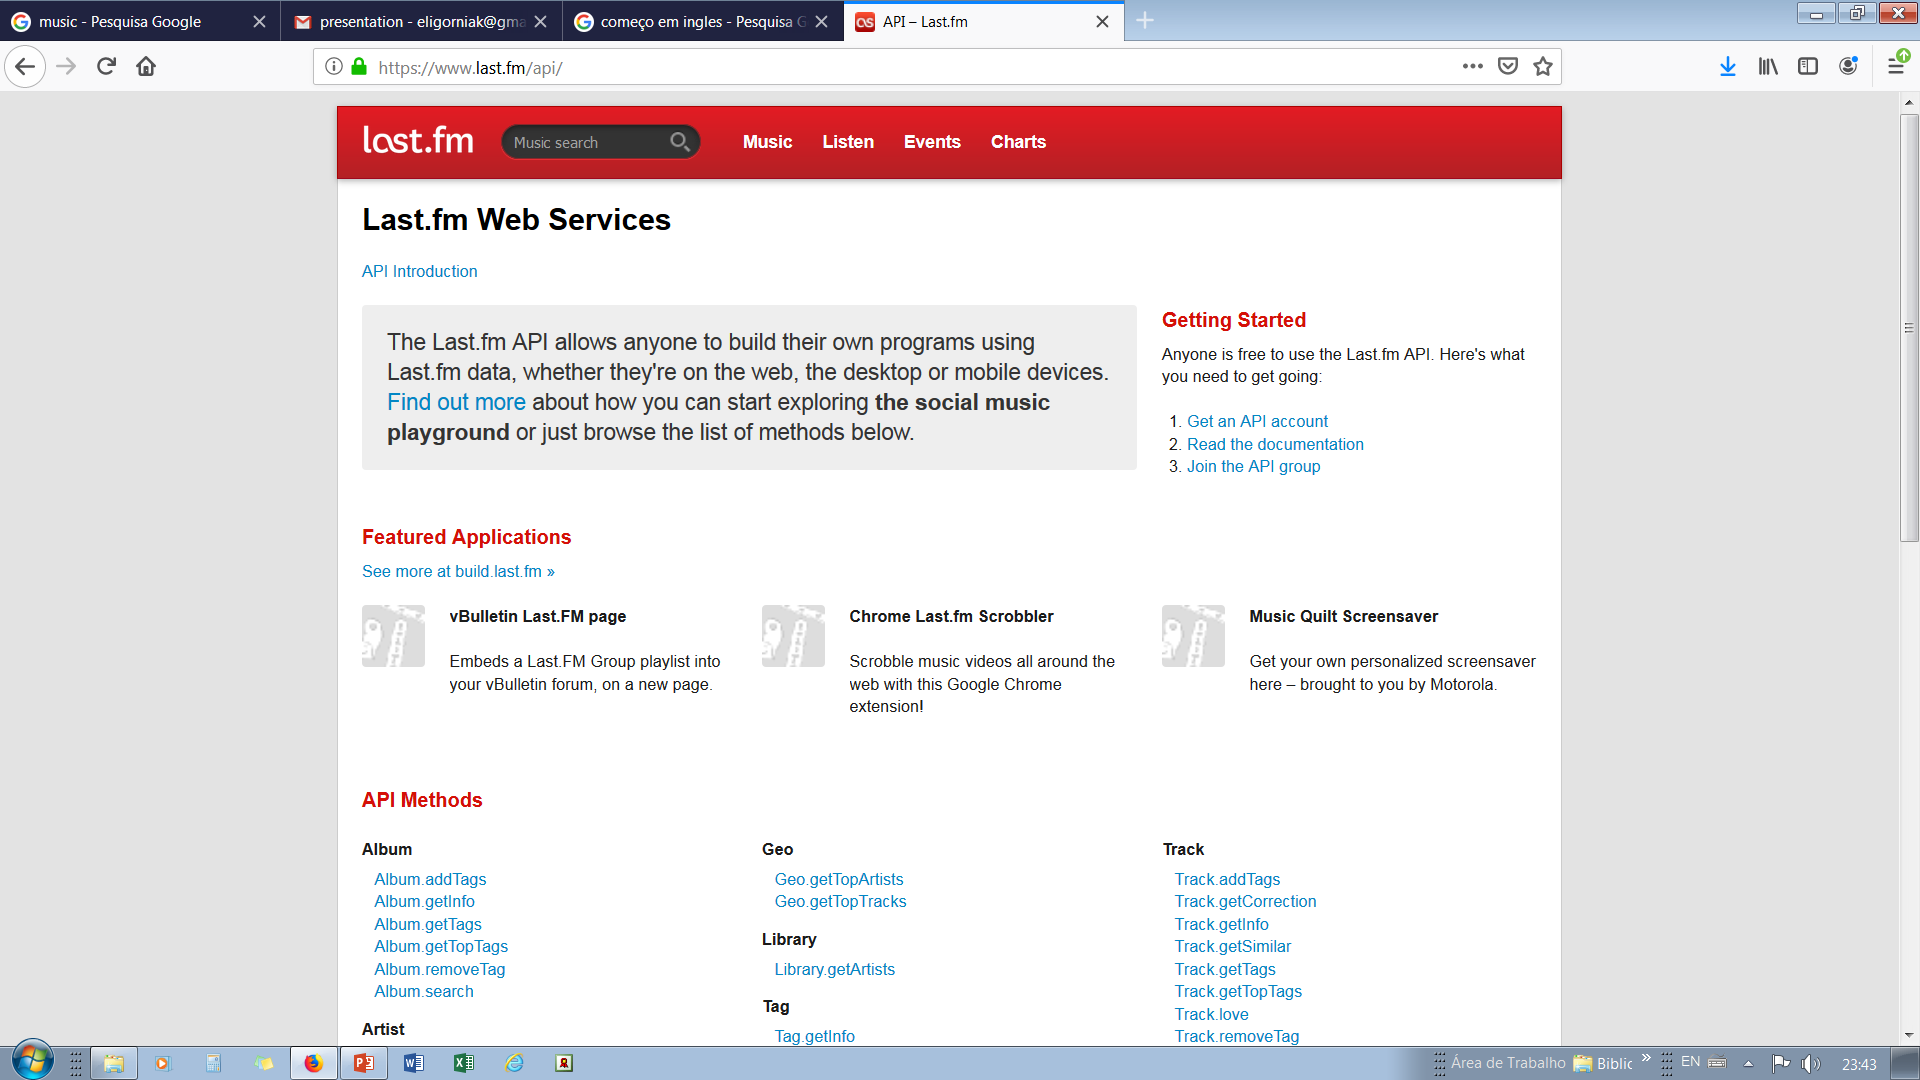 music - Pesquisa Google
presentation - eligorniak@gma
começo em ingles - Pesquisa G
API – Last.fm
https://www.last.fm/api/
last.fm
Music search
Music
Listen
Events
Charts
Last.fm Web Services
API Introduction
The Last.fm API allows anyone to build their own programs using
Last.fm data, whether they're on the web, the desktop or mobile devices.
Find out more about how you can start exploring the social music
playground or just browse the list of methods below.
Getting Started
Anyone is free to use the Last.fm API. Here's what
you need to get going:
1. Get an API account
2. Read the documentation
3. Join the API group
Featured Applications
See more at build.last.fm »
vBulletin Last.FM page
Embeds a Last.FM Group playlist into
your vBulletin forum, on a new page.
Chrome Last.fm Scrobbler
Scrobble music videos all around the
web with this Google Chrome
extension!
Music Quilt Screensaver
Get your own personalized screensaver
here – brought to you by Motorola.
API Methods
Album
Album.addTags
Album.getInfo
Album.getTags
Album.getTopTags
Album.removeTag
Album.search
Artist
Geo
Geo.getTopArtists
Geo.getTopTracks
Library
Library.getArtists
Tag
Tag.getInfo
Track
Track.addTags
Track.getCorrection
Track.getInfo
Track.getSimilar
Track.getTags
Track.getTopTags
Track.love
Track.removeTag
Área de Trabalho
Biblic
»
EN
23:43